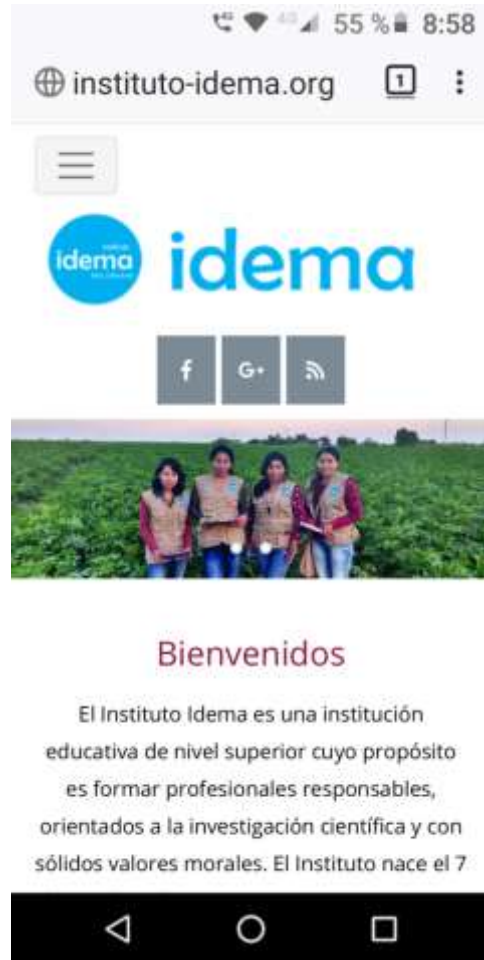 4G 4G 55 % 8:58
instituto-idema.org 1
idema idema
f G+
Bienvenidos
El Instituto Idema es una institución
educativa de nivel superior cuyo propósito
es formar profesionales responsables,
orientados a la investigación científica y con
sólidos valores morales. El Instituto nace el 7